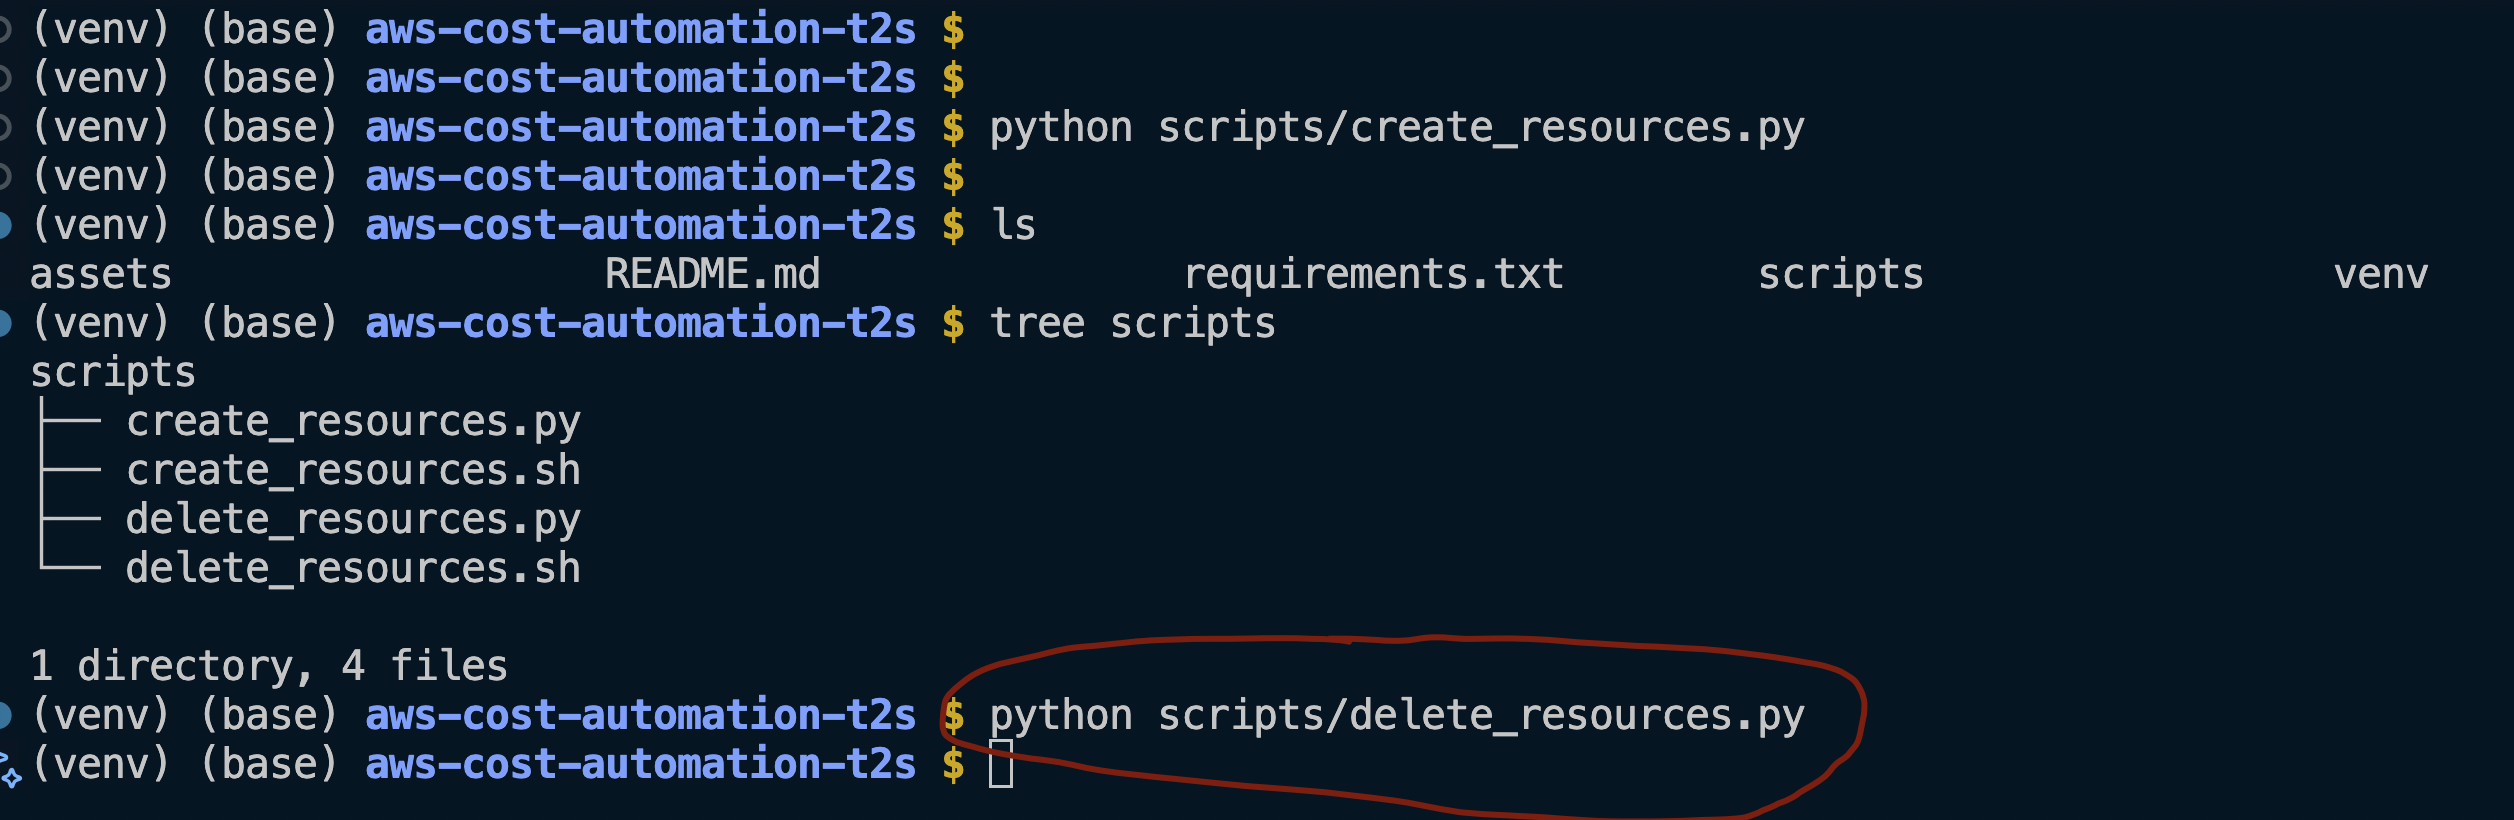 (venv) (base) aws-cost-automation-t2s $
(venv) (base) aws-cost-automation-t2s $
(venv) (base) aws-cost-automation-t2s $ python scripts/create_resources.py
(venv) (base) aws-cost-automation-t2s $
(venv) (base) aws-cost-automation-t2s $ ls
assets README.md requirements.txt scripts venv
(venv) (base) aws-cost-automation-t2s $ tree scripts
scripts
├── create_resources.py
├── create_resources.sh
├── delete_resources.py
└── delete_resources.sh
1 directory, 4 files
(venv) (base) aws-cost-automation-t2s $ python scripts/delete_resources.py
(venv) (base) aws-cost-automation-t2s $